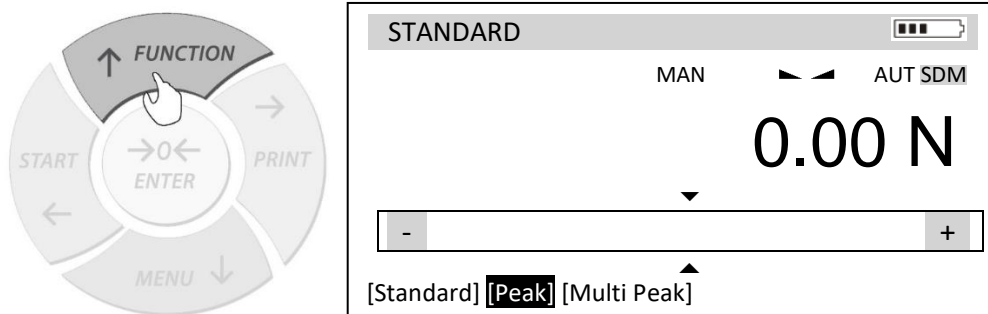 ↑ FUNCTION
→
START
→0←
ENTER
PRINT
←
MENU ↓
STANDARD
MAN AUT SDM
0.00 N
- +
[Standard] [Peak] [Multi Peak]